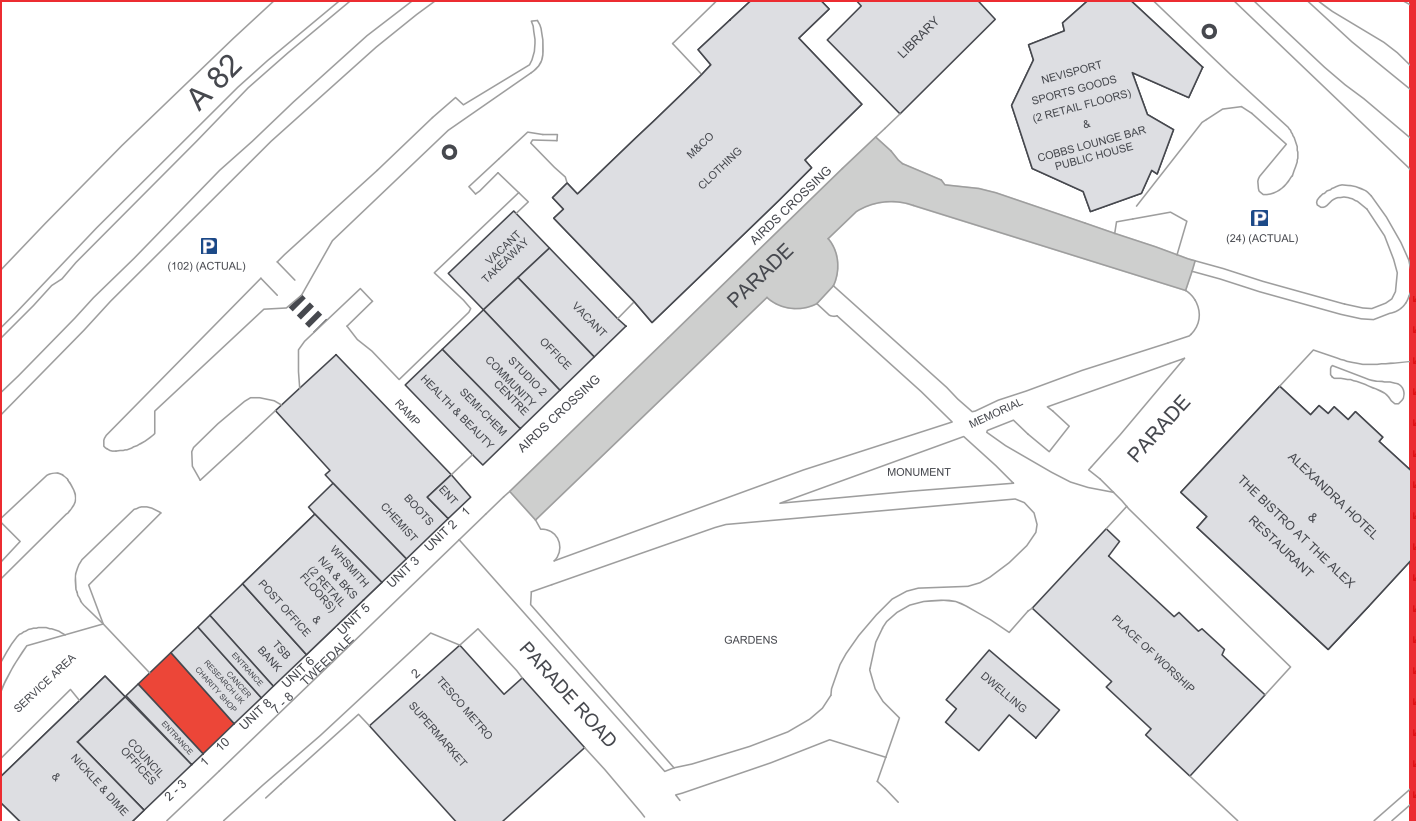 A 82
LIBRARY
NEVISPORT
SPORTS GOODS
(2 RETAIL FLOORS)
&
COBBS LOUNGE BAR
PUBLIC HOUSE
M&CO
CLOTHING
AIRDS CROSSING
PARADE
P
(102) (ACTUAL)
P
(24) (ACTUAL)
VACANT
TAKEAWAY
VACANT
OFFICE
STUDIO 2
COMMUNITY
CENTRE
SEMI-CHEM
HEALTH & BEAUTY
AIRDS CROSSING
RAMP
MEMORIAL
MONUMENT
PARADE
ALEXANDRA HOTEL
&
THE BISTRO AT THE ALEX
RESTAURANT
ENT
BOOTS
CHEMIST
1
UNIT 2
UNIT 3
WHSMITH
N/A & BKS
(2 RETAIL
FLOORS)
&
POST OFFICE
UNIT 5
TSB
BANK
UNIT 6
TWEEDALE
ENTRANCE
CANCER
RESEARCH UK
CHARITY SHOP
UNIT 8
7 - 8
10
ENTRANCE
1
SERVICE AREA
COUNCIL
OFFICES
2 - 3
NICKLE & DIME
&
2
TESCO METRO
SUPERMARKET
PARADE ROAD
GARDENS
DWELLING
PLACE OF WORSHIP